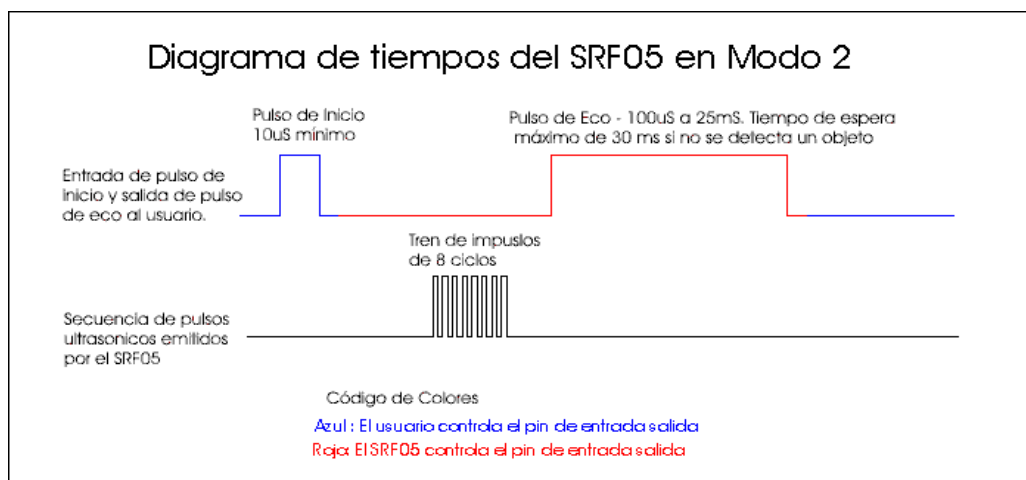 Diagrama de tiempos del SRF05 en Modo 2
Pulso de Inicio
10uS mínimo
Pulso de Eco - 100uS a 25mS. Tiempo de espera
máximo de 30 ms si no se detecta un objeto
Entrada de pulso de
inicio y salida de pulso
de eco al usuario.
Tren de impuslos
de 8 ciclos
Secuencia de pulsos
ultrasonicos emitidos
por el SRF05
Código de Colores
Azul : El usuario controla el pin de entrada salida
Roja: El SRF05 controla el pin de entrada salida